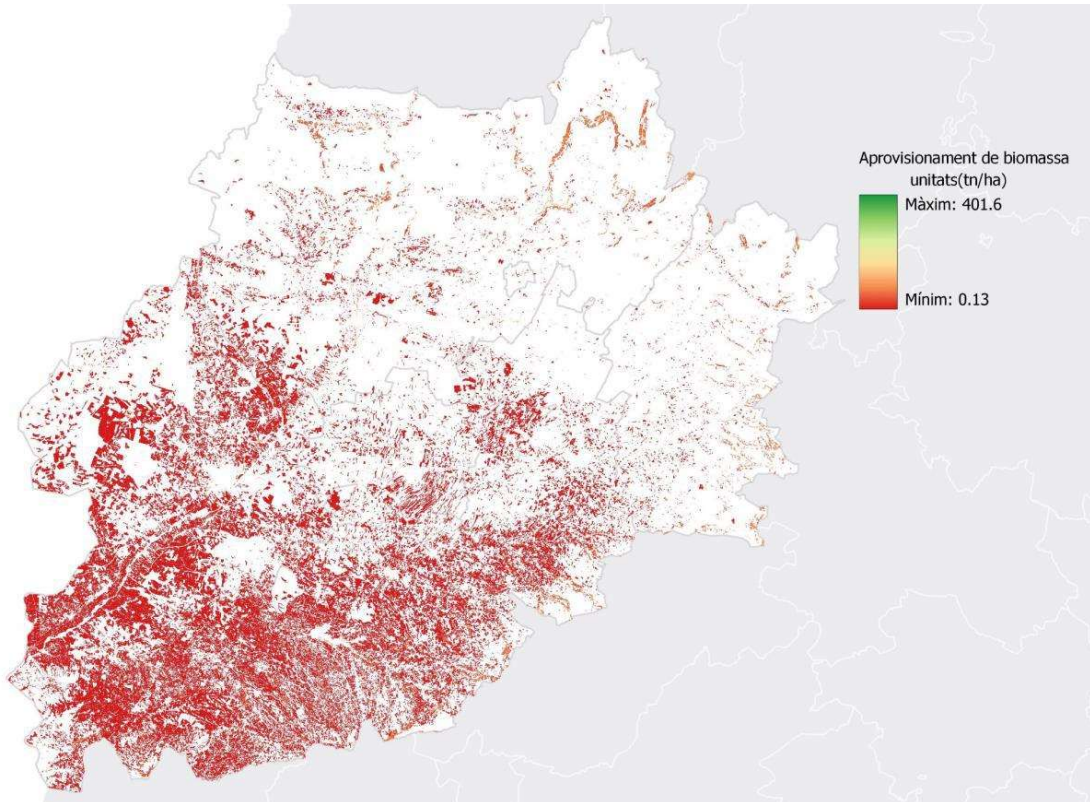 Aprovisionament de biomassa
unitats(tn/ha)
Màxim: 401.6
Mínim: 0.13